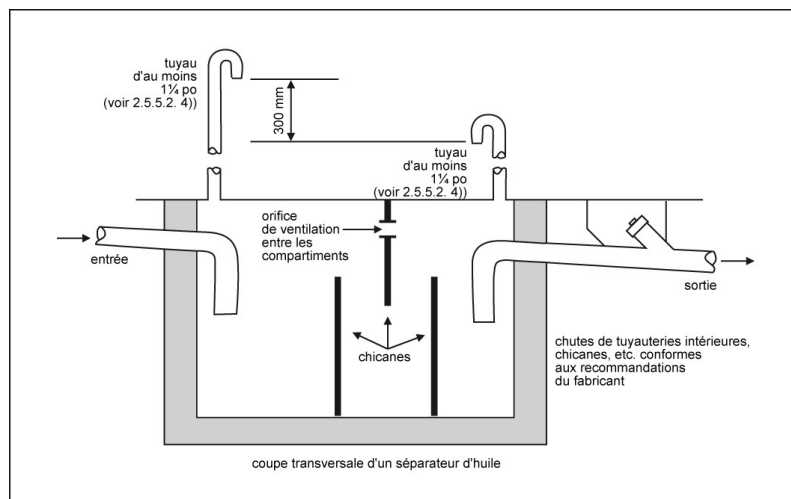 tuyau
d'au moins
1¼ po
(voir 2.5.5.2. 4))
300 mm
tuyau
d'au moins
1¼ po
(voir 2.5.5.2. 4))
orifice
de ventilation
entre les
compartiments
entrée
sortie
chicanes
chutes de tuyauteries intérieures,
chicanes, etc. conformes
aux recommandations
du fabricant
coupe transversale d'un séparateur d'huile